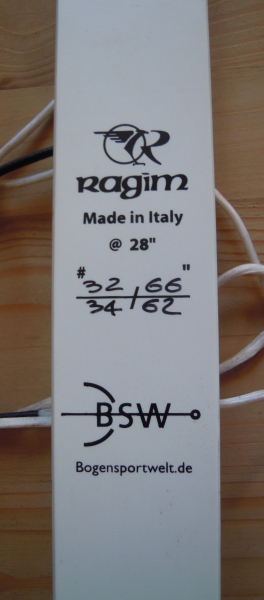 R
Ragim
Made in Italy
@ 28"
# 32 / 66 "
34 / 62
BSW
Bogensportwelt.de